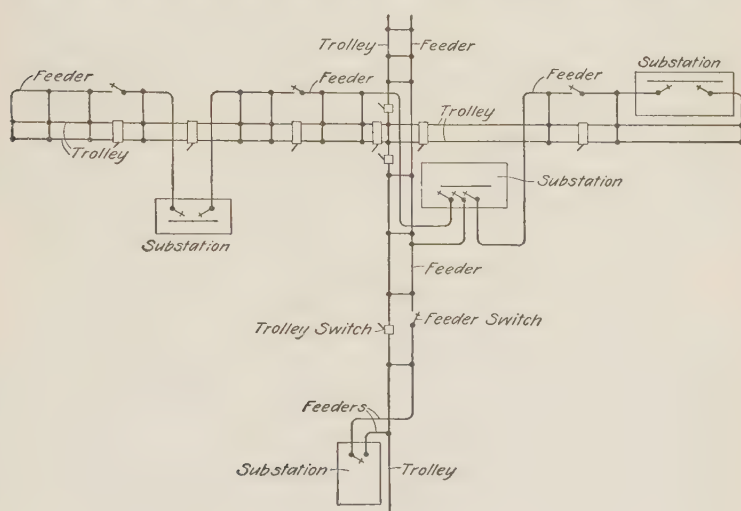 Trolley
Feeder
Feeder
Feeder
Feeder
Substation
Trolley
Trolley
Substation
Substation
Feeder
Trolley Switch
Feeder Switch
Feeders
Substation
Trolley